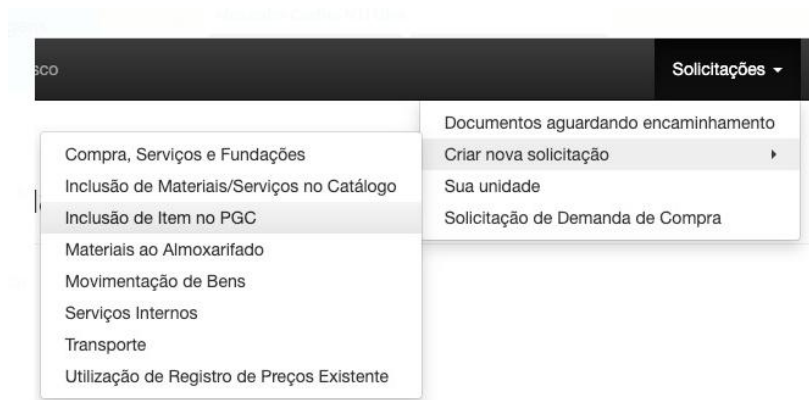 sco
Solicitações
Documentos aguardando encaminhamento
Criar nova solicitação
Sua unidade
Solicitação de Demanda de Compra
Compra, Serviços e Fundações
Inclusão de Materiais/Serviços no Catálogo
Inclusão de Item no PGC
Materiais ao Almoxarifado
Movimentação de Bens
Serviços Internos
Transporte
Utilização de Registro de Preços Existente